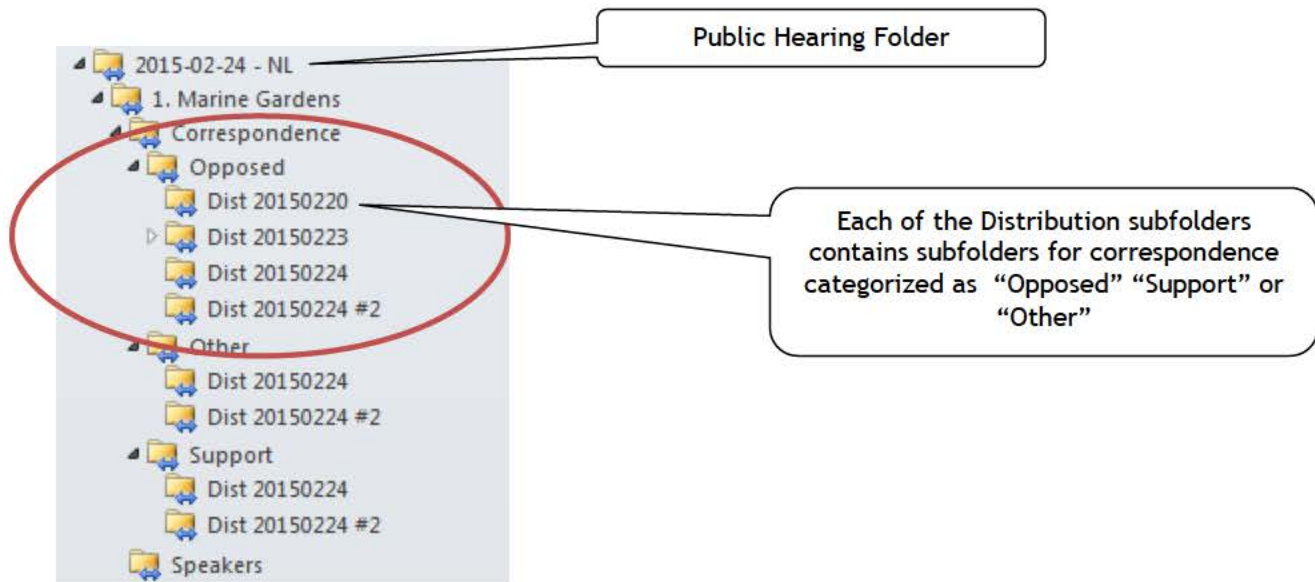 Public Hearing Folder
2015-02-24 - NL
1. Marine Gardens
Correspondence
Opposed
Dist 20150220
Dist 20150223
Dist 20150224
Dist 20150224 #2
Other
Dist 20150224
Dist 20150224 #2
Support
Dist 20150224
Dist 20150224 #2
Speakers
Each of the Distribution subfolders
contains subfolders for correspondence
categorized as “Opposed” “Support” or
“Other”